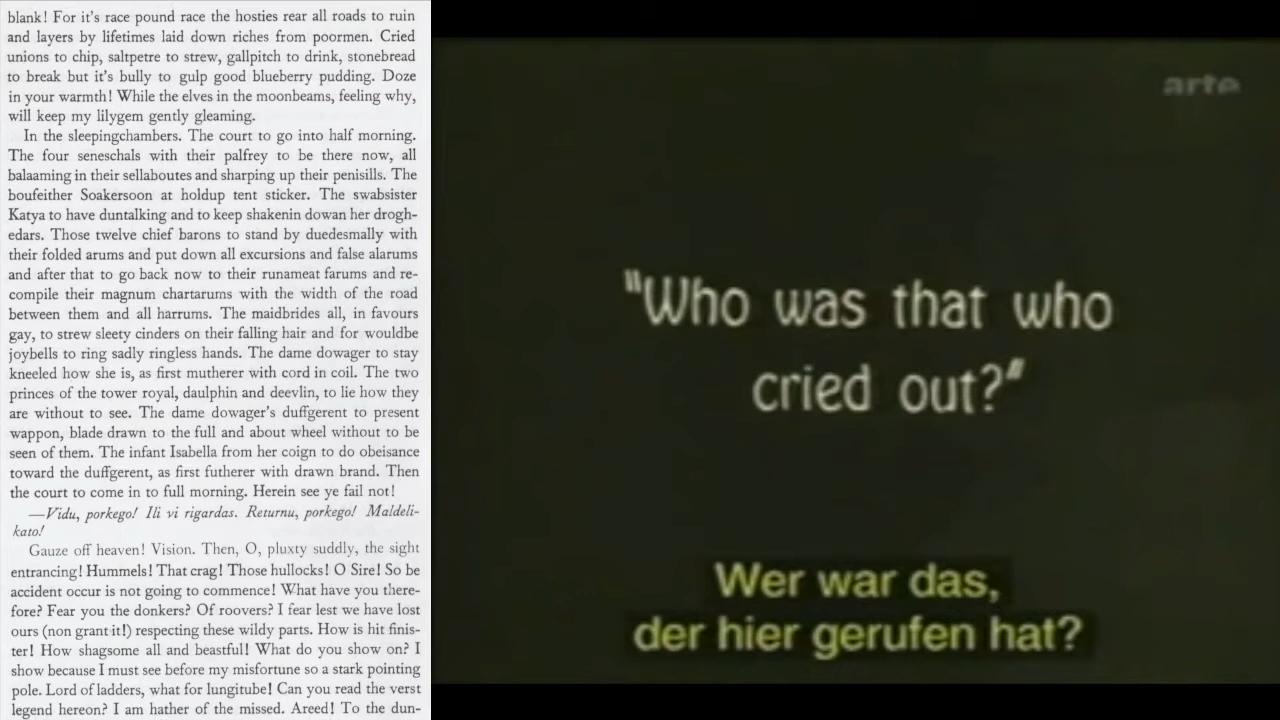 blank! For it's race pound race the hosties rear all roads to ruin
and layers by lifetimes laid down riches from poormen. Cried
unions to chip, saltpetre to strew, gallpitch to drink, stonebread
to break but it's bully to gulp good blueberry pudding. Doze
in your warmth! While the elves in the moonbeams, feeling why,
will keep my lilygem gently gleaming.
In the sleepingchambers. The court to go into half morning.
The four seneschals with their palfrey to be there now, all
balaaming in their sellaboutes and sharping up their penisills. The
boufeither Soakersoon at holdup tent sticker. The swabsister
Katya to have duntalking and to keep shakenin dowan her drogh-
edars. Those twelve chief barons to stand by duedesmally with
their folded arums and put down all excursions and false alarums
and after that to go back now to their runameat farums and re-
compile their magnum chartarums with the width of the road
between them and all harrums. The maidbrides all, in favours
gay, to strew sleety cinders on their falling hair and for wouldbe
joybells to ring sadly ringless hands. The dame dowager to stay
kneeled how she is, as first mutherer with cord in coil. The two
princes of the tower royal, daulphin and deevlin, to lie how they
are without to see. The dame dowager's duffgerent to present
wappon, blade drawn to the full and about wheel without to be
seen of them. The infant Isabella from her coign to do obeisance
toward the duffgerent, as first futherer with drawn brand. Then
the court to come in to full morning. Herein see ye fail not!
—Vidu, porkego! Ili vi rigardas. Returnu, porkego! Maldeli-
kato!
Gauze off heaven! Vision. Then, O, pluxty suddly, the sight
entrancing! Hummels! That crag! Those hullocks! O Sire! So be
accident occur is not going to commence! What have you there-
fore? Fear you the donkers? Of roovers? I fear lest we have lost
ours (non grant it!) respecting these wildy parts. How is hit finis-
ter! How shagsome all and beastful! What do you show on? I
show because I must see before my misfortune so a stark pointing
pole. Lord of ladders, what for lungitube! Can you read the verst
legend hereon? I am hather of the missed. Areed! To the dun-
arte
"Who was that who
cried out?"
Wer war das,
der hier gerufen hat?